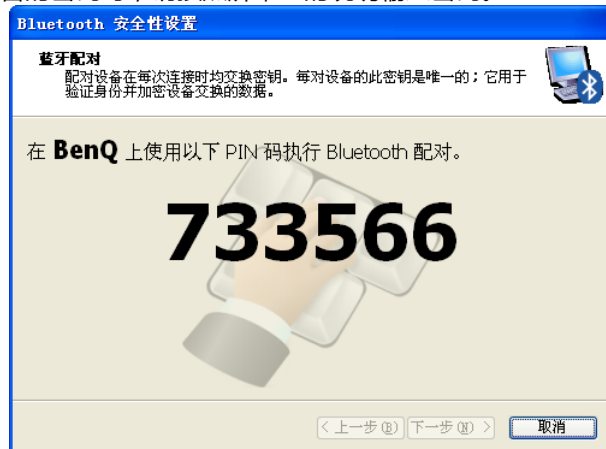 Bluetooth 安全性设置
蓝牙配对
配对设备在每次连接时均交换密钥。每对设备的此密钥是唯一的；它用于
验证身份并加密设备交换的数据。
在 BenQ 上使用以下 PIN 码执行 Bluetooth 配对。
733566
< 上一步(B) 下一步(N) > 取消